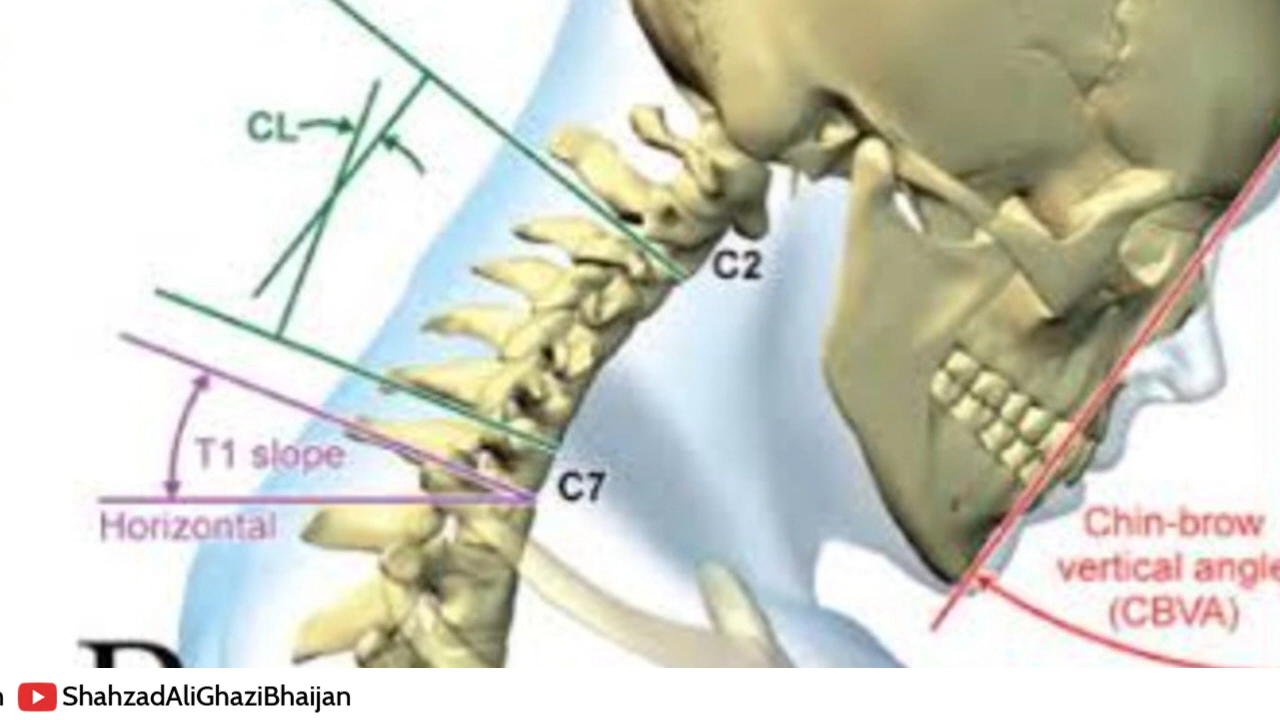 CL
C2
T1 slope
C7
Horizontal
Chin-brow
vertical angle
(CBVA)
ShahzadAliGhaziBhaijan